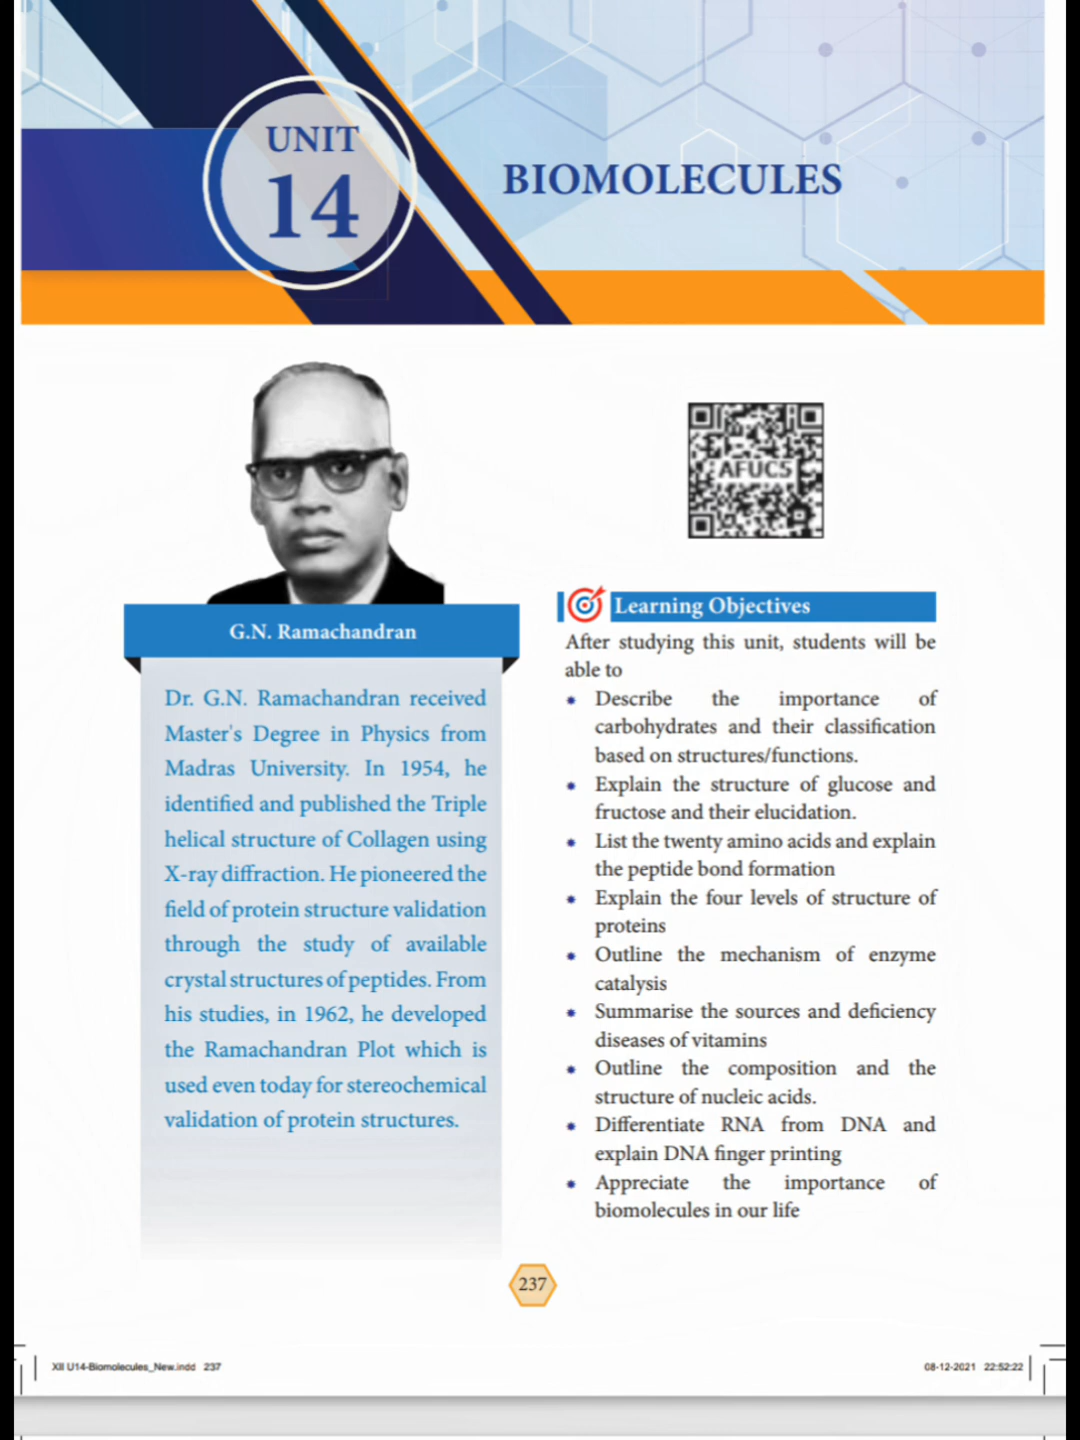 UNIT
14
BIOMOLECULES
AFUC5
G.N. Ramachandran
Dr. G.N. Ramachandran received
Master's Degree in Physics from
Madras University. In 1954, he
identified and published the Triple
helical structure of Collagen using
X-ray diffraction. He pioneered the
field of protein structure validation
through the study of available
crystal structures of peptides. From
his studies, in 1962, he developed
the Ramachandran Plot which is
used even today for stereochemical
validation of protein structures.
Learning Objectives
After studying this unit, students will be
able to
* Describe the importance of
carbohydrates and their classification
based on structures/functions.
* Explain the structure of glucose and
fructose and their elucidation.
* List the twenty amino acids and explain
the peptide bond formation
* Explain the four levels of structure of
proteins
* Outline the mechanism of enzyme
catalysis
* Summarise the sources and deficiency
diseases of vitamins
* Outline the composition and the
structure of nucleic acids.
* Differentiate RNA from DNA and
explain DNA finger printing
* Appreciate the importance of
biomolecules in our life
237
XII U14-Biomolecules_New.indd 237
08-12-2021 22:52:22